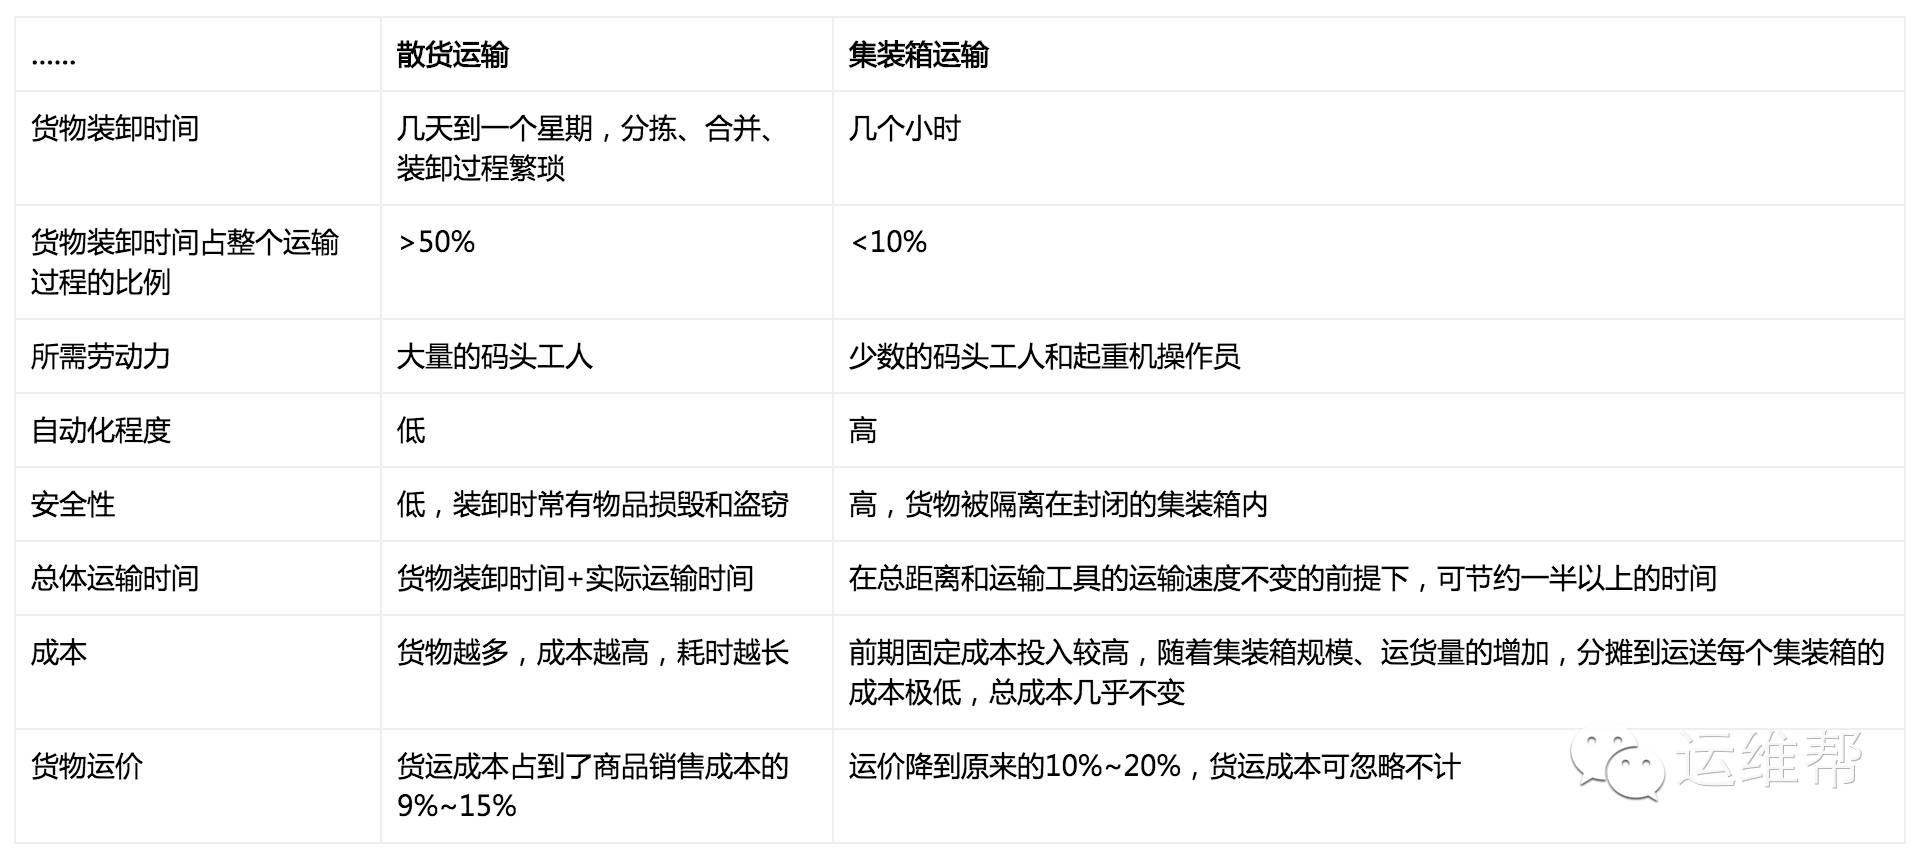 ......
散货运输
集装箱运输
货物装卸时间
几天到一个星期，分拣、合并、
装卸过程繁琐
几个小时
货物装卸时间占整个运输
过程的比例
>50%
<10%
所需劳动力
大量的码头工人
少数的码头工人和起重机操作员
自动化程度
低
高
安全性
低，装卸时常有物品损毁和盗窃
高，货物被隔离在封闭的集装箱内
总体运输时间
货物装卸时间+实际运输时间
在总距离和运输工具的运输速度不变的前提下，可节约一半以上的时间
成本
货物越多，成本越高，耗时越长
前期固定成本投入较高，随着集装箱规模、运货量的增加，分摊到运送每个集装箱的
成本极低，总成本几乎不变
货物运价
货运成本占到了商品销售成本的
9%~15%
运价降到原来的10%~20%，货运成本可忽略不计
运维帮